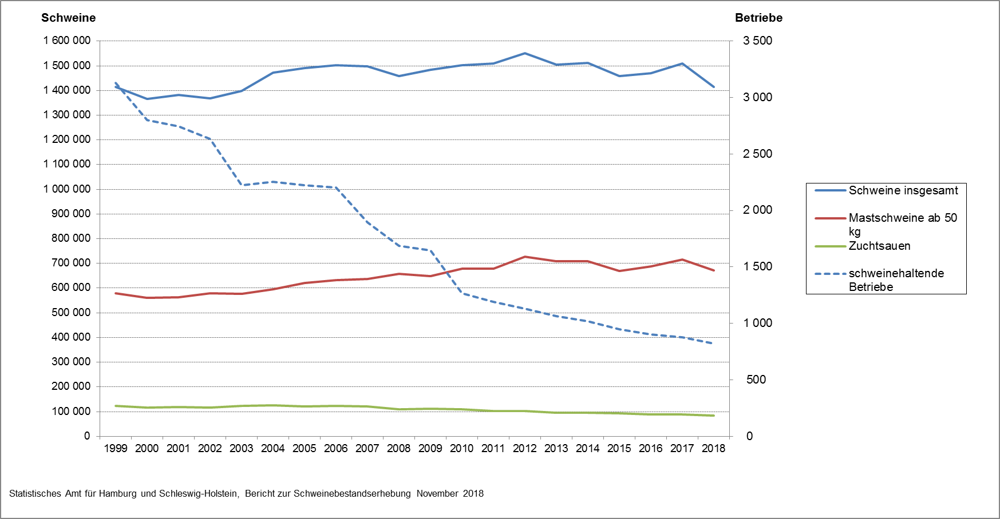 Schweine
Betriebe
1 600 000
1 500 000
1 400 000
1 300 000
1 200 000
1 100 000
1 000 000
900 000
800 000
700 000
600 000
500 000
400 000
300 000
200 000
100 000
0
3 500
3 000
2 500
2 000
1 500
1 000
500
0
1999 2000 2001 2002 2003 2004 2005 2006 2007 2008 2009 2010 2011 2012 2013 2014 2015 2016 2017 2018
Schweine insgesamt
Mastschweine ab 50
kg
Zuchtsauen
schweinehaltende
Betriebe
Statistisches Amt für Hamburg und Schleswig-Holstein, Bericht zur Schweinebestandserhebung November 2018